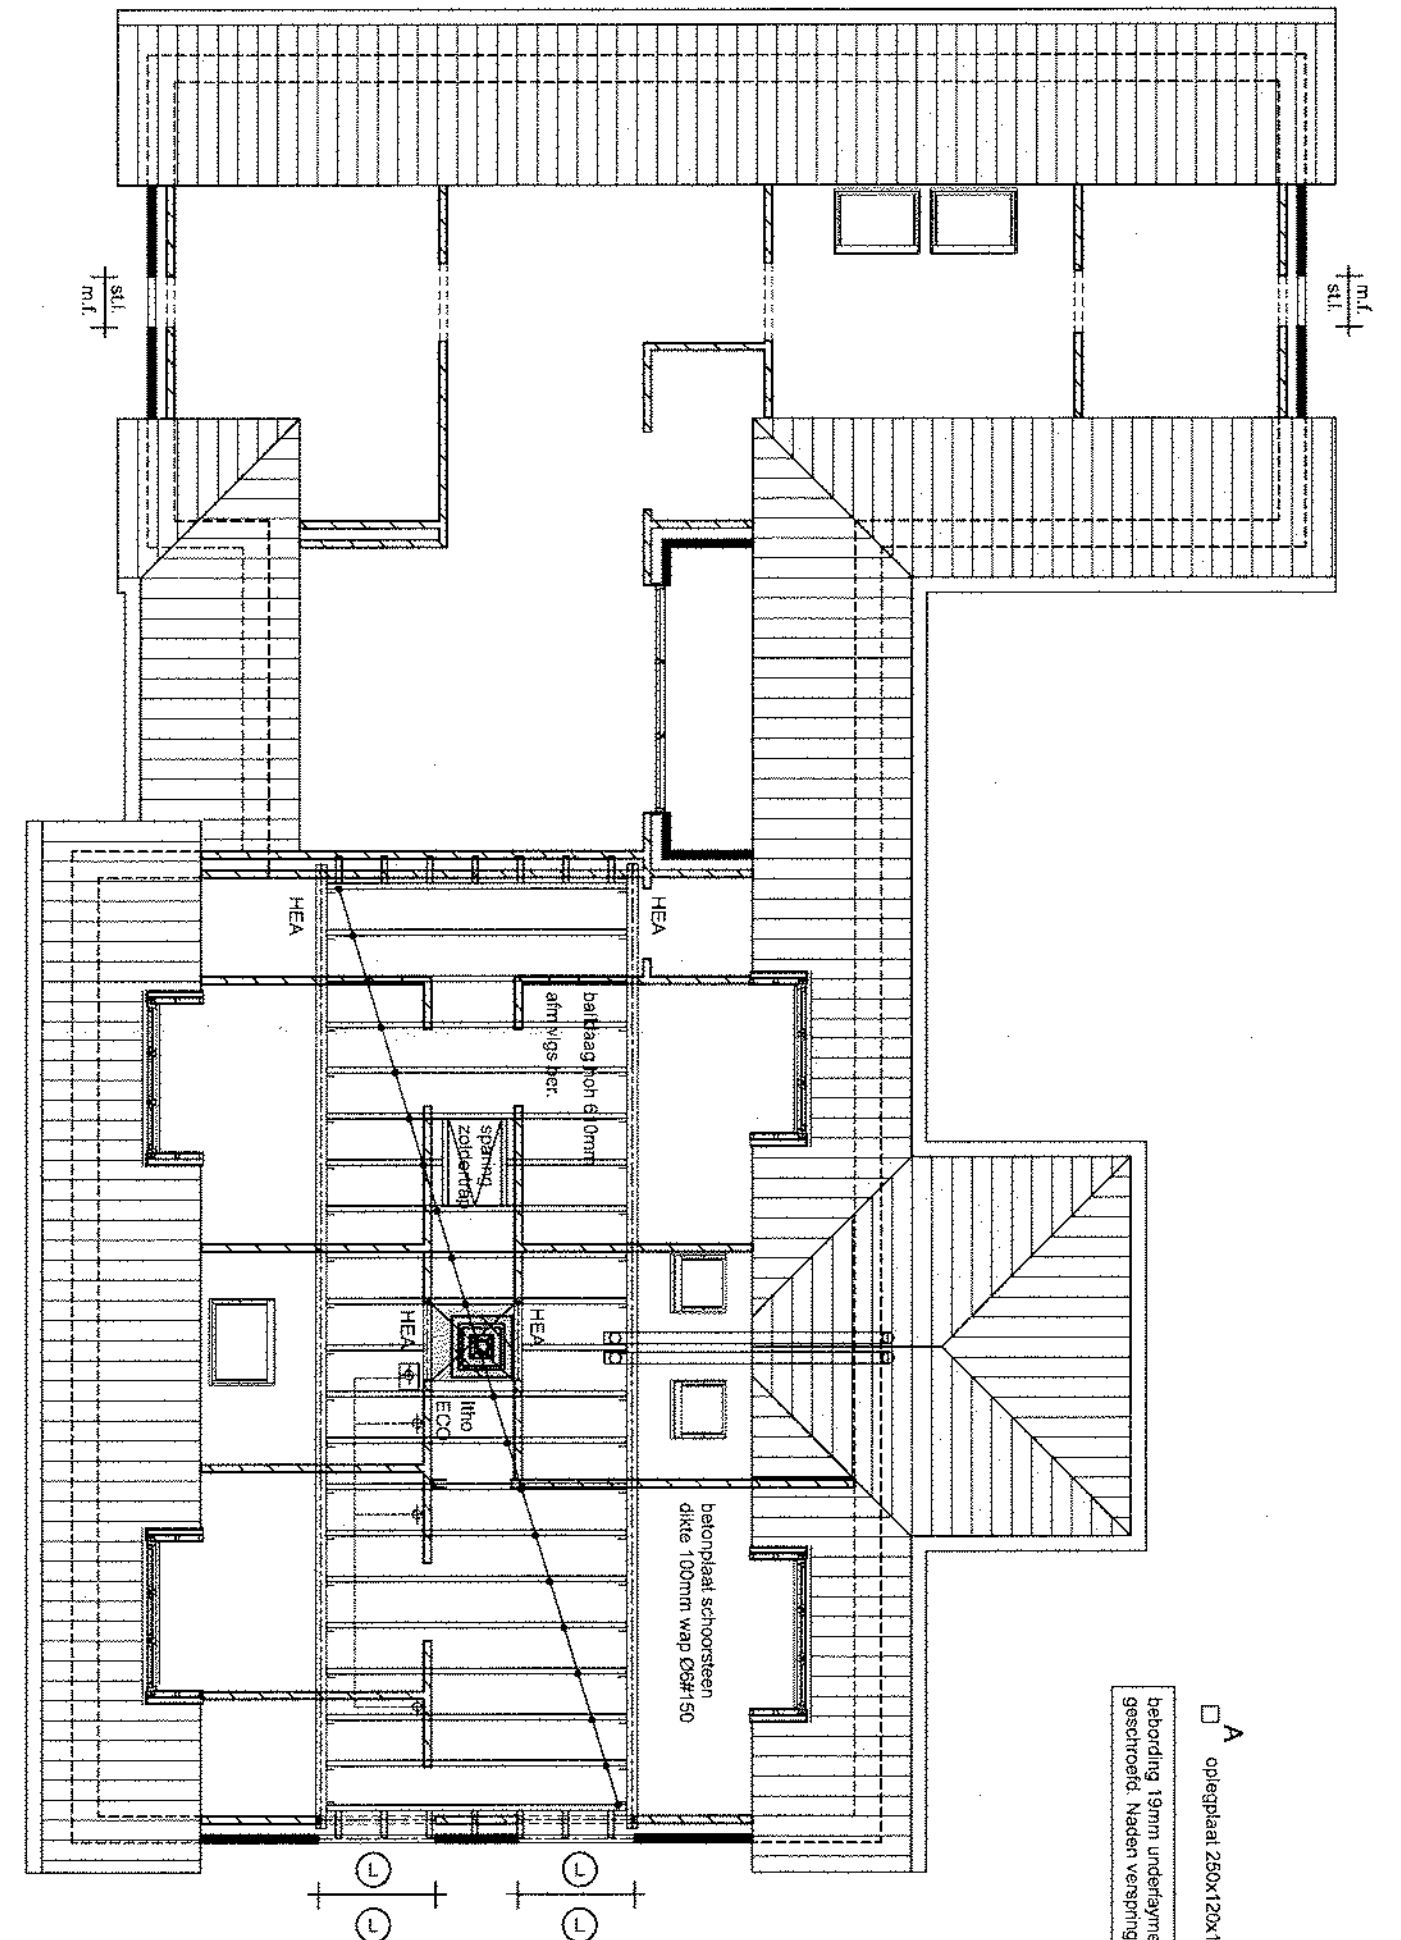 m.f.
st.l.
st.l.
m.f.
HEA
HEA
balklaag hoh 610mm
afm vlgs ber.
zoldertrap
HEA
HEA
itho
ECO
betonplaat schoorsteen
dikte 100mm wap Ø6#150
A
oplegplaat 250x120x1
bebording 19mm underlayme
geschroefd. Naden verspring
L
L
L
L